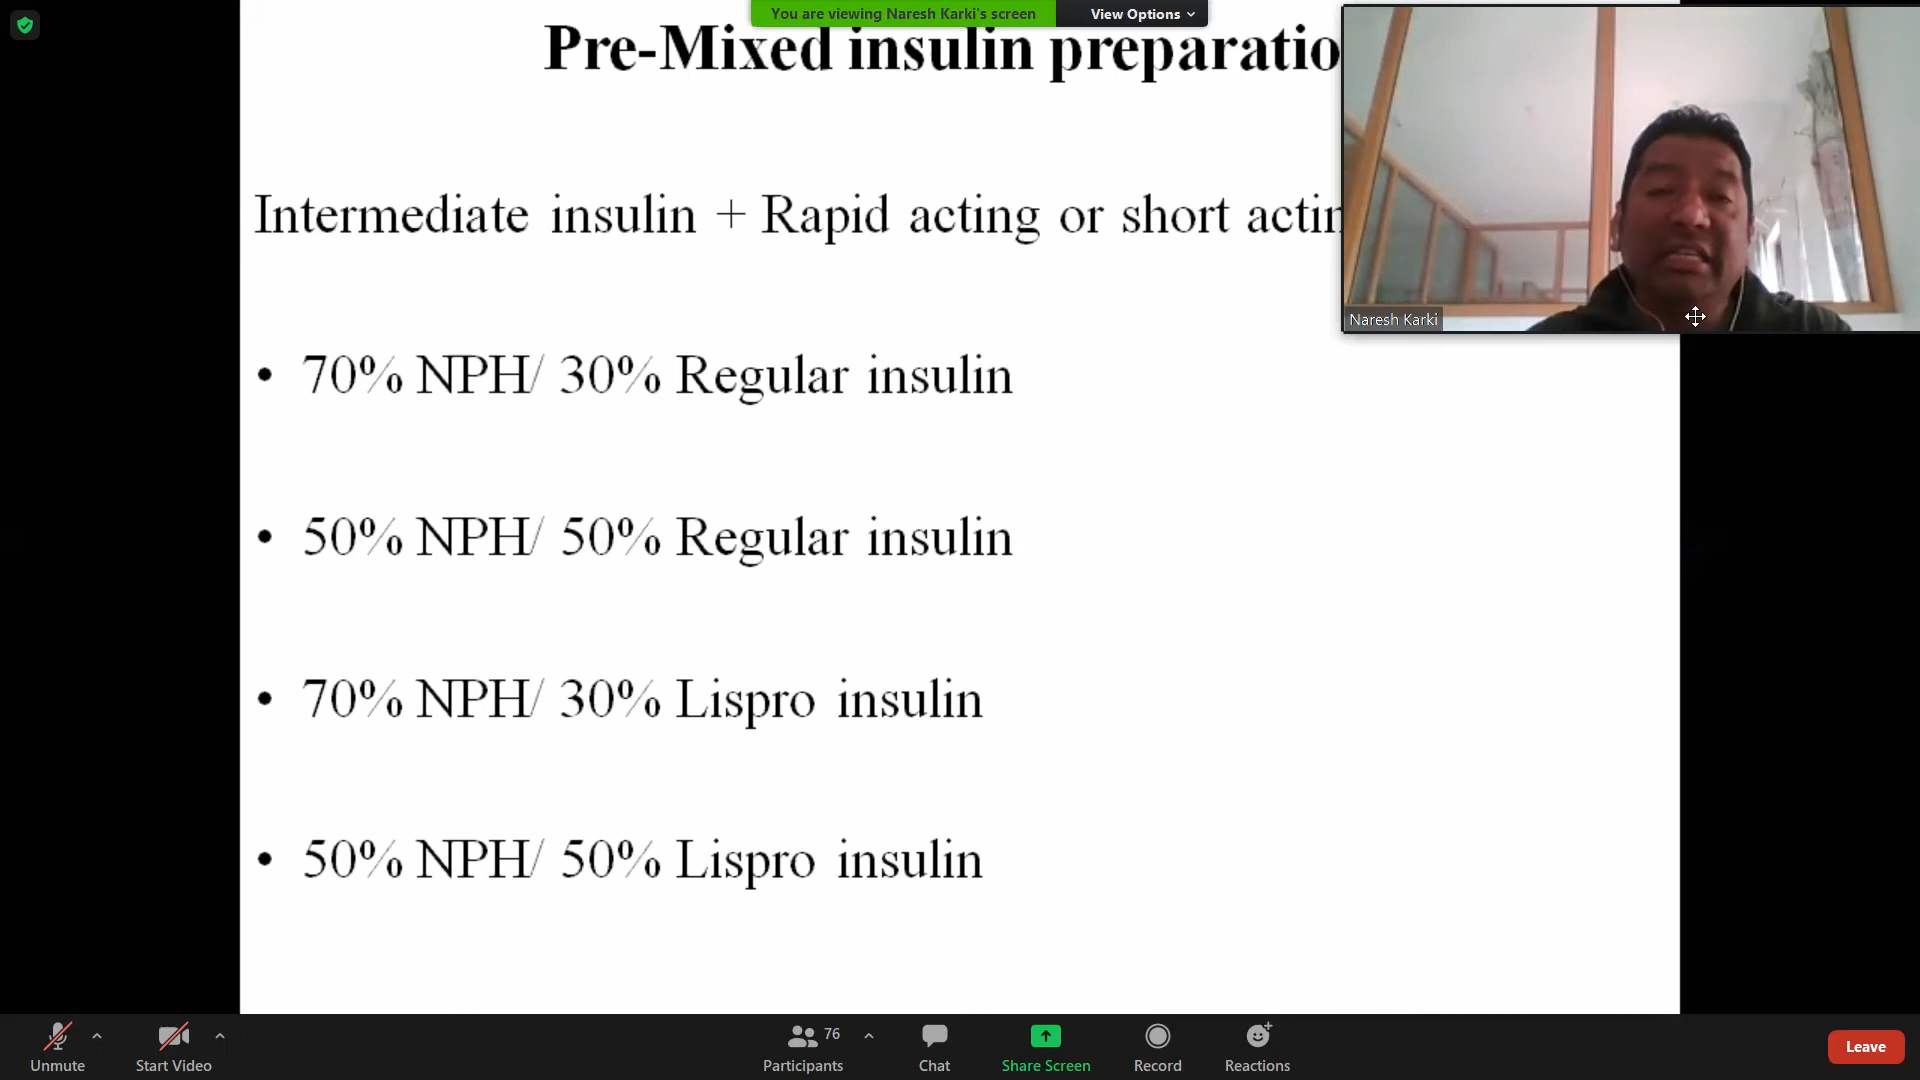 You are viewing Naresh Karki's screen
View Options
Pre-Mixed insulin preparatio
Intermediate insulin + Rapid acting or short actin
Naresh Karki
• 70% NPH/ 30% Regular insulin
• 50% NPH/ 50% Regular insulin
• 70% NPH/ 30% Lispro insulin
• 50% NPH/ 50% Lispro insulin
Unmute
Start Video
76
Participants
Chat
Share Screen
Record
Reactions
Leave